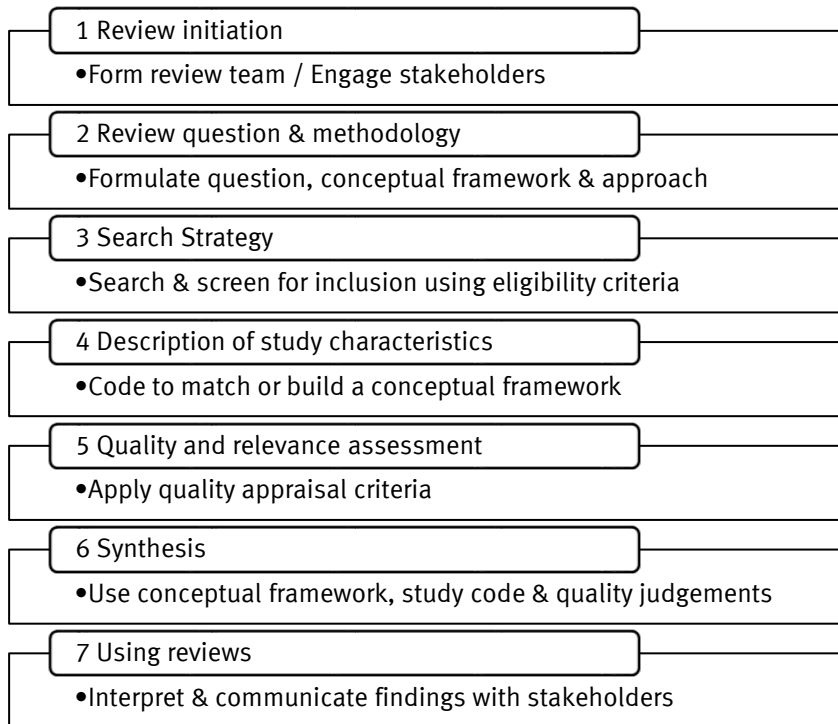 1 Review initiation
•Form review team / Engage stakeholders
2 Review question & methodology
•Formulate question, conceptual framework & approach
3 Search Strategy
•Search & screen for inclusion using eligibility criteria
4 Description of study characteristics
•Code to match or build a conceptual framework
5 Quality and relevance assessment
•Apply quality appraisal criteria
6 Synthesis
•Use conceptual framework, study code & quality judgements
7 Using reviews
•Interpret & communicate findings with stakeholders